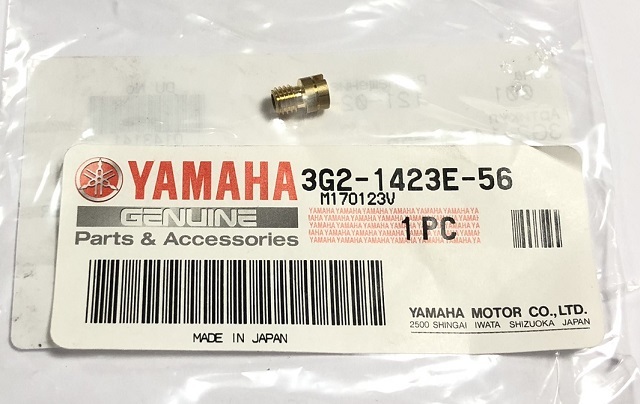 YAMAHA 3G2-1423E-56
M170123V
GENUINE
Parts & Accessories
1 PC
YAMAHA MOTOR CO.,LTD.
2500 SHINGAI IWATA SHIZUOKA JAPAN
MADE IN JAPAN